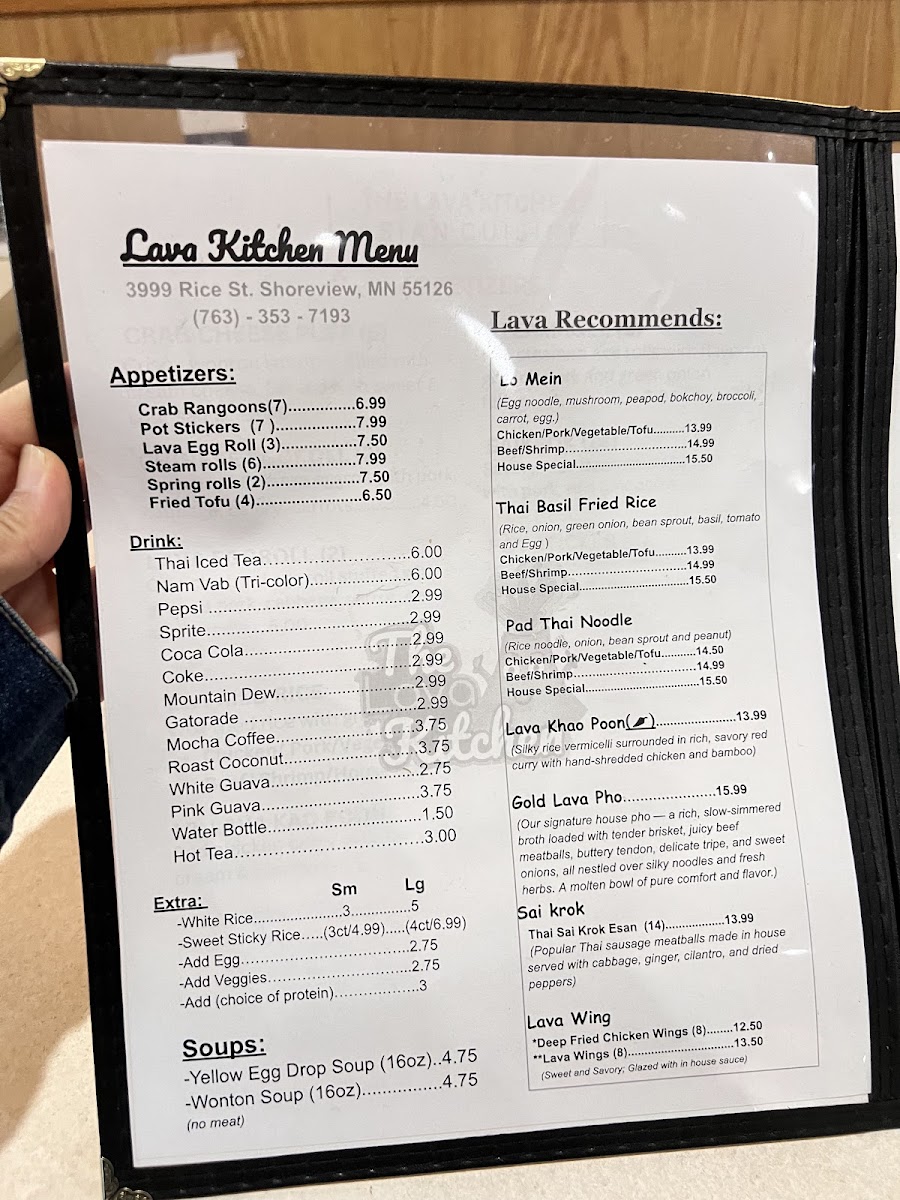 Lava Kitchen Menu
3999 Rice St. Shoreview, MN 55126
(763) - 353 - 7193
Appetizers:
Crab Rangoons(7)...............6.99
Pot Stickers (7 )..................7.99
Lava Egg Roll (3).................7.50
Steam rolls (6).....................7.99
Spring rolls (2).....................7.50
Fried Tofu (4)........................6.50
Drink:
Thai Iced Tea..........................6.00
Nam Vab (Tri-color)......................6.00
Pepsi ........................................2.99
Sprite........................................2.99
Coca Cola..................................2.99
Coke.........................................2.99
Mountain Dew...........................2.99
Gatorade ..................................2.99
Mocha Coffee...........................3.75
Roast Coconut..........................3.75
White Guava.............................2.75
Pink Guava...............................3.75
Water Bottle..............................1.50
Hot Tea.................................3.00
Extra:
Sm Lg
-White Rice....................3..............5
-Sweet Sticky Rice.....(3ct/4.99).....(4ct/6.99)
-Add Egg.................................2.75
-Add Veggies............................2.75
-Add (choice of protein)..................3
Soups:
-Yellow Egg Drop Soup (16oz)..4.75
-Wonton Soup (16oz)................4.75
(no meat)
The
Lava
Kitchen
Lava Recommends:
Lo Mein
(Egg noodle, mushroom, peapod, bokchoy, broccoli,
carrot, egg.)
Chicken/Pork/Vegetable/Tofu..........13.99
Beef/Shrimp..................................14.99
House Special...................................15.50
Thai Basil Fried Rice
(Rice, onion, green onion, bean sprout, basil, tomato
and Egg )
Chicken/Pork/Vegetable/Tofu..........13.99
Beef/Shrimp..................................14.99
House Special...................................15.50
Pad Thai Noodle
(Rice noodle, onion, bean sprout and peanut)
Chicken/Pork/Vegetable/Tofu...........14.50
Beef/Shrimp...................................14.99
House Special....................................15.50
Lava Khao Poon(🌶)......................13.99
(Silky rice vermicelli surrounded in rich, savory red
curry with hand-shredded chicken and bamboo)
Gold Lava Pho......................15.99
(Our signature house pho — a rich, slow-simmered
broth loaded with tender brisket, juicy beef
meatballs, buttery tendon, delicate tripe, and sweet
onions, all nestled over silky noodles and fresh
herbs. A molten bowl of pure comfort and flavor.)
Sai krok
Thai Sai Krok Esan (14)..................13.99
(Popular Thai sausage meatballs made in house
served with cabbage, ginger, cilantro, and dried
peppers)
Lava Wing
*Deep Fried Chicken Wings (8)........12.50
**Lava Wings (8)................................13.50
(Sweet and Savory; Glazed with in house sauce)